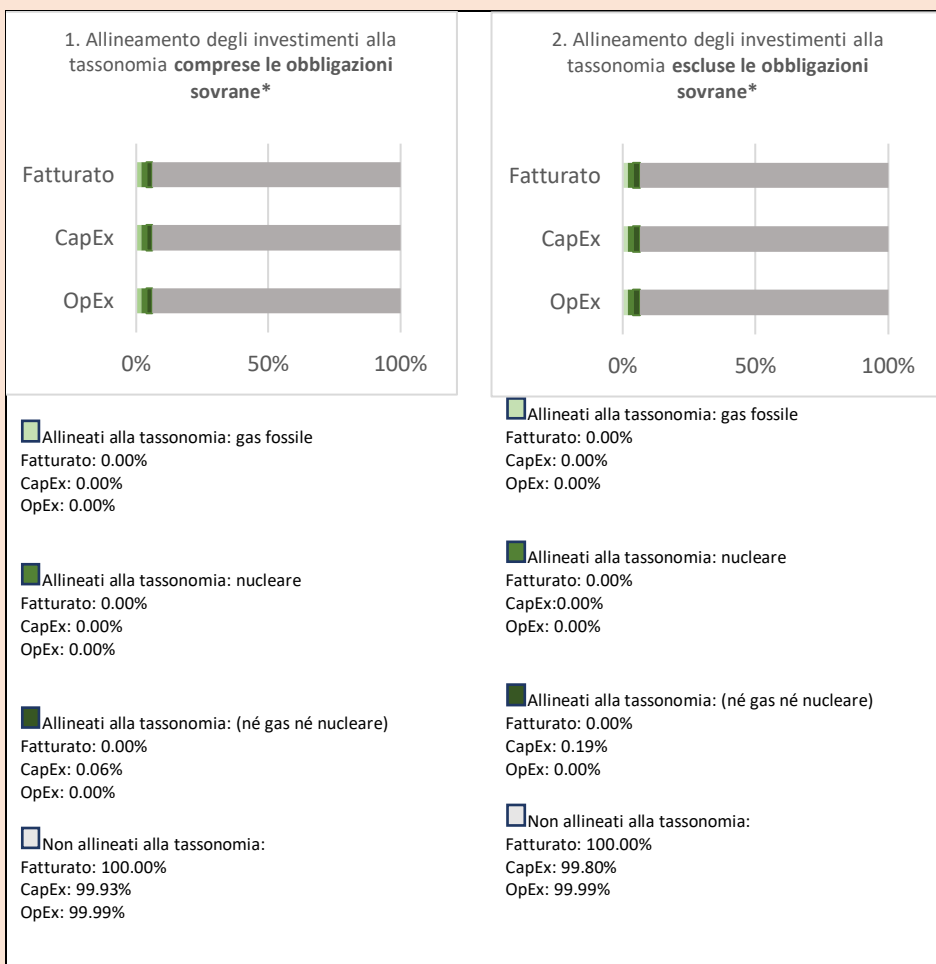 1. Allineamento degli investimenti alla
tassonomia comprese le obbligazioni
sovrane*
Fatturato
CapEx
OpEx
0% 50% 100%
Allineati alla tassonomia: gas fossile
Fatturato: 0.00%
CapEx: 0.00%
OpEx: 0.00%
Allineati alla tassonomia: nucleare
Fatturato: 0.00%
CapEx: 0.00%
OpEx: 0.00%
Allineati alla tassonomia: (né gas né nucleare)
Fatturato: 0.00%
CapEx: 0.06%
OpEx: 0.00%
Non allineati alla tassonomia:
Fatturato: 100.00%
CapEx: 99.93%
OpEx: 99.99%
2. Allineamento degli investimenti alla
tassonomia escluse le obbligazioni
sovrane*
Fatturato
CapEx
OpEx
0% 50% 100%
Allineati alla tassonomia: gas fossile
Fatturato: 0.00%
CapEx: 0.00%
OpEx: 0.00%
Allineati alla tassonomia: nucleare
Fatturato: 0.00%
CapEx:0.00%
OpEx: 0.00%
Allineati alla tassonomia: (né gas né nucleare)
Fatturato: 0.00%
CapEx: 0.19%
OpEx: 0.00%
Non allineati alla tassonomia:
Fatturato: 100.00%
CapEx: 99.80%
OpEx: 99.99%